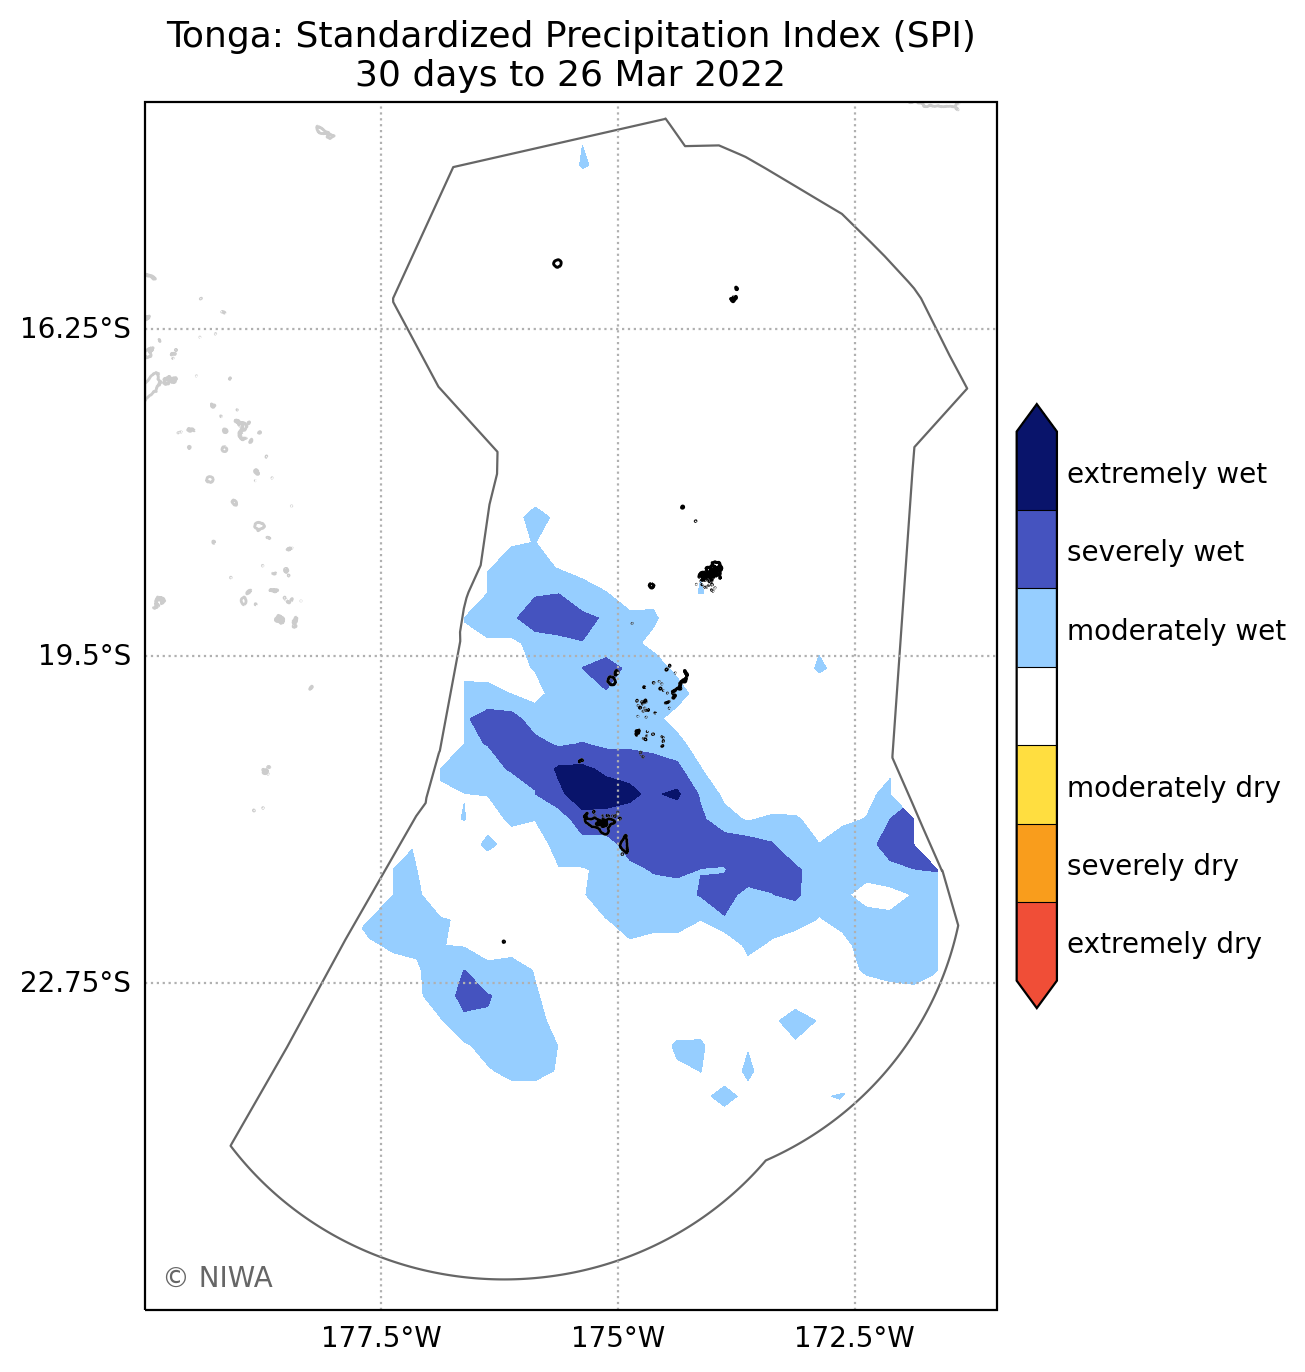 Tonga: Standardized Precipitation Index (SPI)
30 days to 26 Mar 2022
16.25°S
19.5°S
22.75°S
177.5°W
175°W
172.5°W
extremely wet
severely wet
moderately wet
moderately dry
severely dry
extremely dry
© NIWA